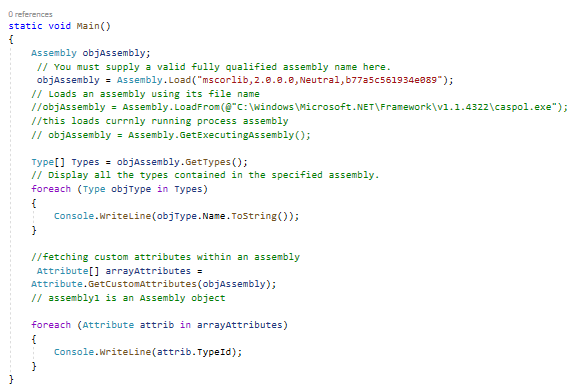 0 references
static void Main()
{
Assembly objAssembly;
// You must supply a valid fully qualified assembly name here.
objAssembly = Assembly.Load("mscorlib,2.0.0.0,Neutral,b77a5c561934e089");
// Loads an assembly using its file name
//objAssembly = Assembly.LoadFrom(@"C:\Windows\Microsoft.NET\Framework\v1.1.4322\caspol.exe");
//this loads currnly running process assembly
// objAssembly = Assembly.GetExecutingAssembly();
Type[] Types = objAssembly.GetTypes();
// Display all the types contained in the specified assembly.
foreach (Type objType in Types)
{
Console.WriteLine(objType.Name.ToString());
}
//fetching custom attributes within an assembly
Attribute[] arrayAttributes =
Attribute.GetCustomAttributes(objAssembly);
// assembly1 is an Assembly object
foreach (Attribute attrib in arrayAttributes)
{
Console.WriteLine(attrib.TypeId);
}
}